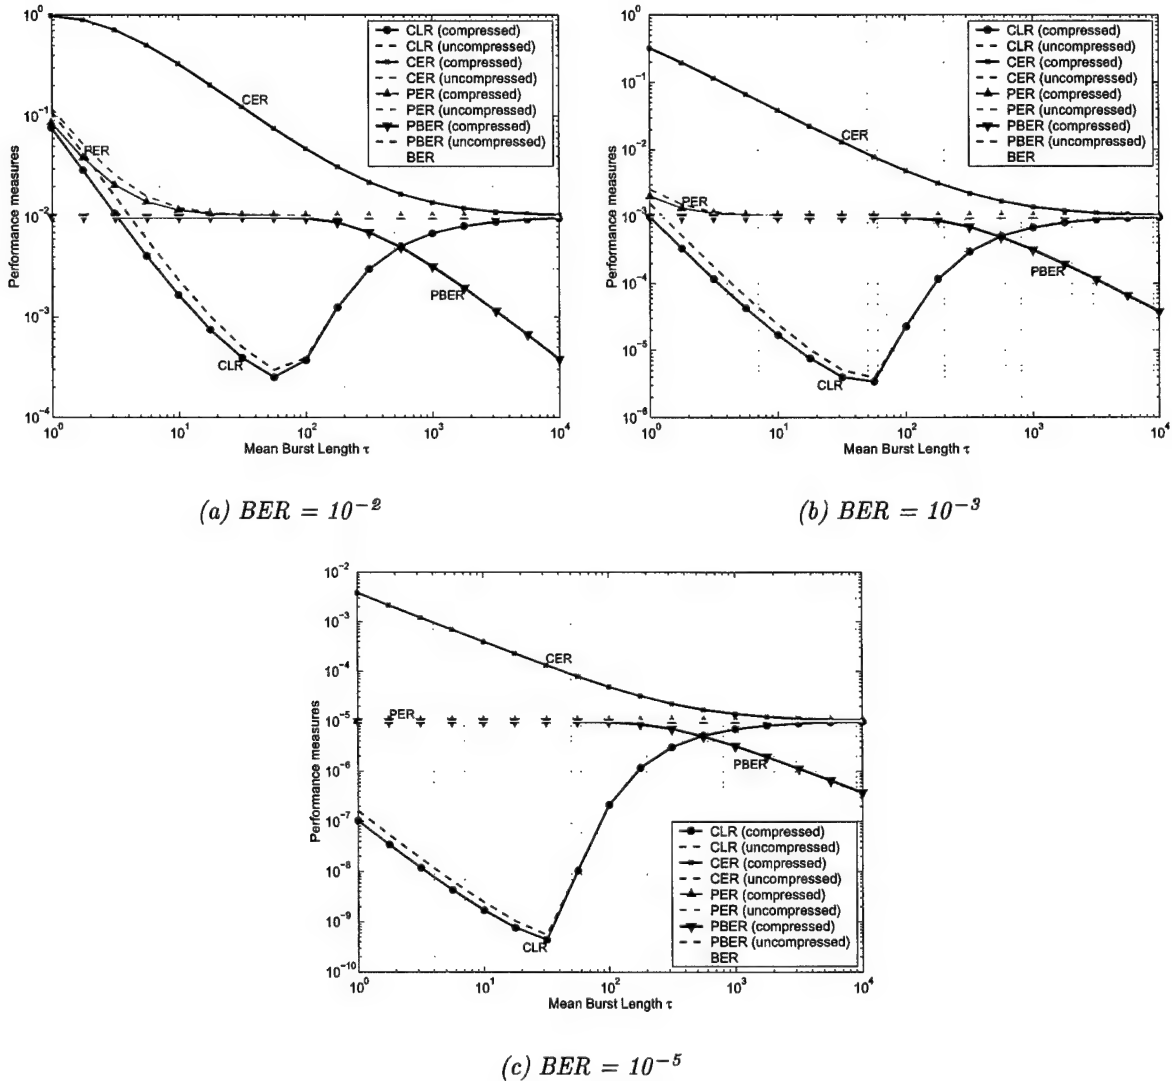 10^0
10^-1
10^-2
10^-3
10^-4
Performance measures
CLR (compressed)
CLR (uncompressed)
CER (compressed)
CER (uncompressed)
PER (compressed)
PER (uncompressed)
PBER (compressed)
PBER (uncompressed)
BER
CER
PER
PBER
CLR
10^0 10^1 10^2 10^3 10^4
Mean Burst Length τ
(a) BER = 10^-2
10^0
10^-1
10^-2
10^-3
10^-4
10^-5
10^-6
Performance measures
CLR (compressed)
CLR (uncompressed)
CER (compressed)
CER (uncompressed)
PER (compressed)
PER (uncompressed)
PBER (compressed)
PBER (uncompressed)
BER
CER
PER
PBER
CLR
10^0 10^1 10^2 10^3 10^4
Mean Burst Length τ
(b) BER = 10^-3
10^-2
10^-3
10^-4
10^-5
10^-6
10^-7
10^-8
10^-9
10^-10
Performance measures
CER
PER
PBER
CLR
CLR (compressed)
CLR (uncompressed)
CER (compressed)
CER (uncompressed)
PER (compressed)
PER (uncompressed)
PBER (compressed)
PBER (uncompressed)
BER
10^0 10^1 10^2 10^3 10^4
Mean Burst Length τ
(c) BER = 10^-5